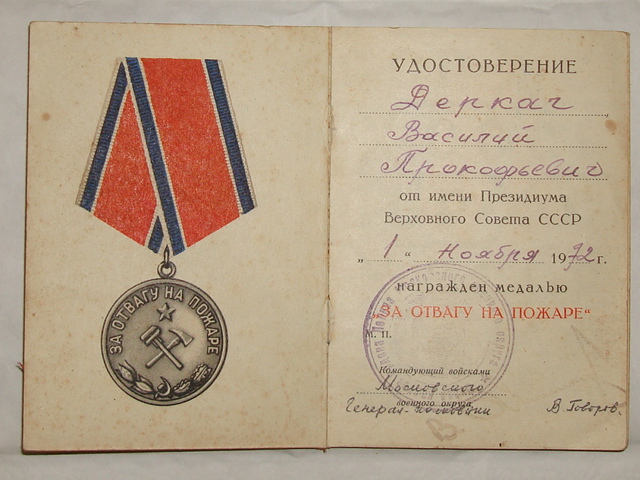 ЗА ОТВАГУ НА ПОЖАРЕ
УДОСТОВЕРЕНИЕ
Деркач
Василий
Прокофьевич
от имени Президиума
Верховного Совета СССР
„1“ Ноября 1972 г.
награжден медалью
"ЗА ОТВАГУ НА ПОЖАРЕ"
М. П.
Командующий войсками
Московского
военного округа
Генерал-полковник В. Говоров